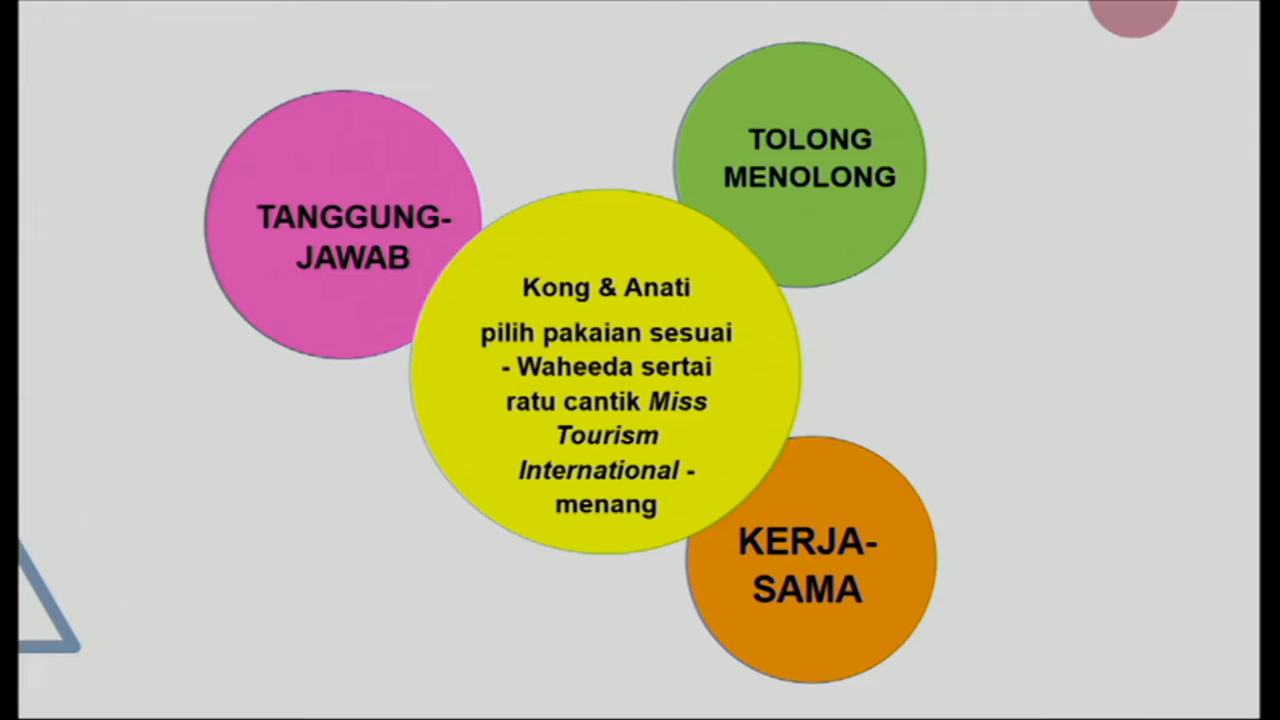 TANGGUNG-
JAWAB
TOLONG
MENOLONG
Kong & Anati
pilih pakaian sesuai
- Waheeda sertai
ratu cantik Miss
Tourism
International -
menang
KERJA-
SAMA